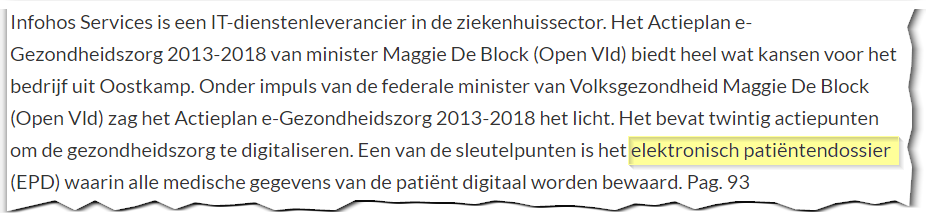 Infohos Services is een IT-dienstenleverancier in de ziekenhuissector. Het Actieplan e-
Gezondheidszorg 2013-2018 van minister Maggie De Block (Open Vld) biedt heel wat kansen voor het
bedrijf uit Oostkamp. Onder impuls van de federale minister van Volksgezondheid Maggie De Block
(Open Vld) zag het Actieplan e-Gezondheidszorg 2013-2018 het licht. Het bevat twintig actiepunten
om de gezondheidszorg te digitaliseren. Een van de sleutelpunten is het elektronisch patiëntendossier
(EPD) waarin alle medische gegevens van de patiënt digitaal worden bewaard. Pag. 93